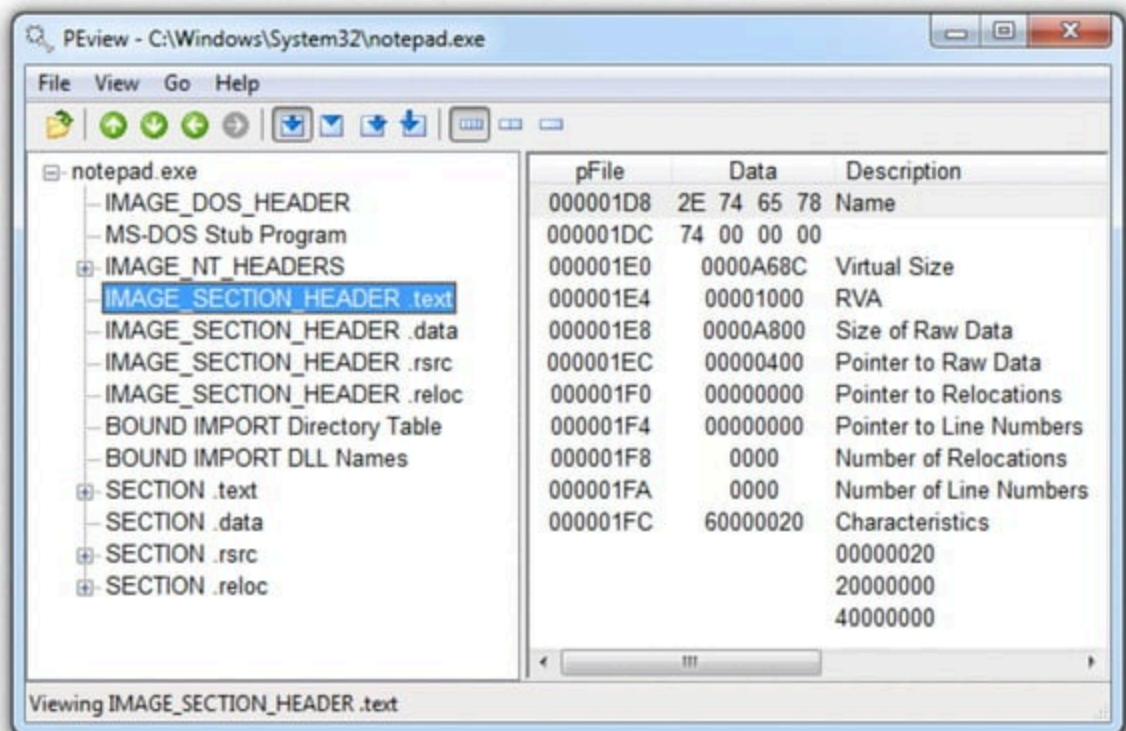 PEview - C:\Windows\System32\notepad.exe
File View Go Help
notepad.exe
IMAGE_DOS_HEADER
MS-DOS Stub Program
IMAGE_NT_HEADERS
IMAGE_SECTION_HEADER .text
IMAGE_SECTION_HEADER .data
IMAGE_SECTION_HEADER .rsrc
IMAGE_SECTION_HEADER .reloc
BOUND IMPORT Directory Table
BOUND IMPORT DLL Names
SECTION .text
SECTION .data
SECTION .rsrc
SECTION .reloc
pFile Data Description
000001D8 2E 74 65 78 Name
000001DC 74 00 00 00
000001E0 0000A68C Virtual Size
000001E4 00001000 RVA
000001E8 0000A800 Size of Raw Data
000001EC 00000400 Pointer to Raw Data
000001F0 00000000 Pointer to Relocations
000001F4 00000000 Pointer to Line Numbers
000001F8 0000 Number of Relocations
000001FA 0000 Number of Line Numbers
000001FC 60000020 Characteristics
00000020
20000000
40000000
Viewing IMAGE_SECTION_HEADER .text